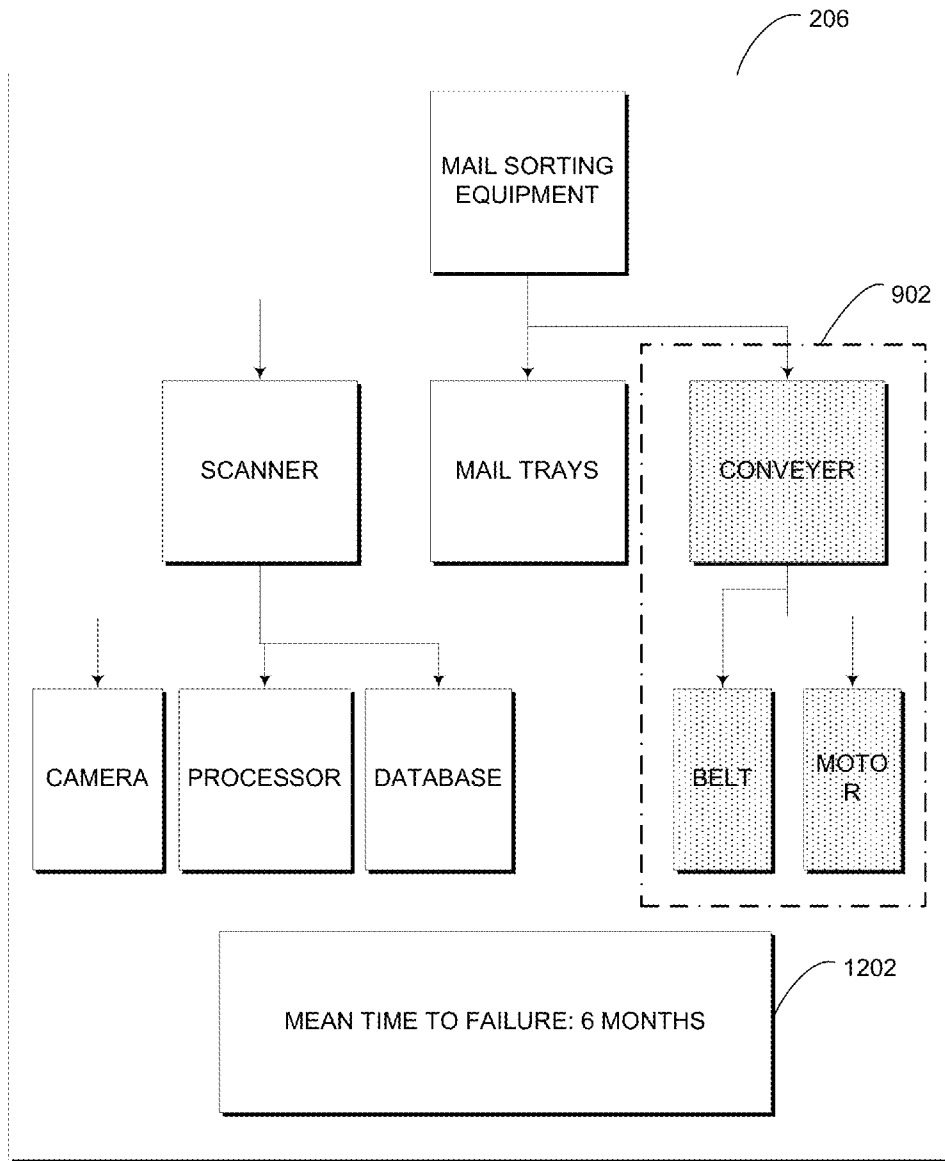 206
MAIL SORTING
EQUIPMENT
902
SCANNER
MAIL TRAYS
CONVEYER
CAMERA
PROCESSOR
DATABASE
BELT
MOTO
R
1202
MEAN TIME TO FAILURE: 6 MONTHS